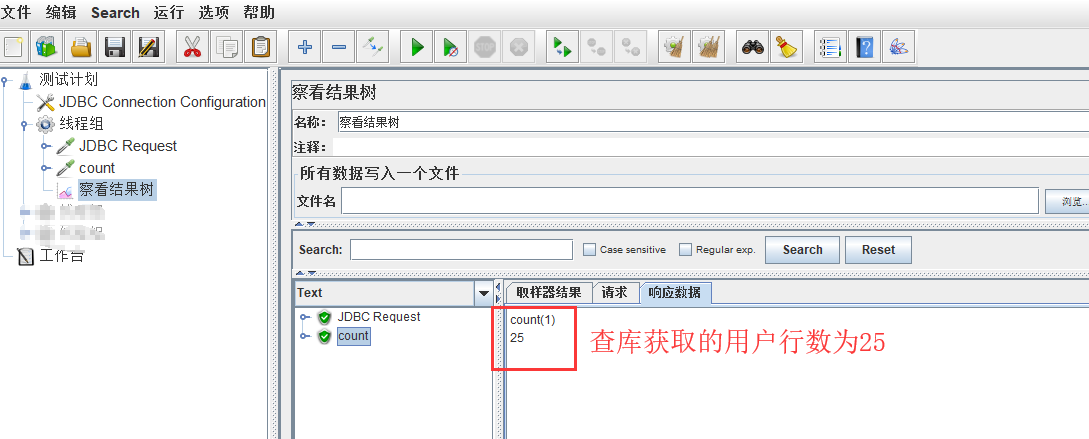 文件 编辑 Search 运行 选项 帮助
测试计划
JDBC Connection Configuration
线程组
JDBC Request
count
察看结果树
工作台
察看结果树
名称： 察看结果树
注释：
所有数据写入一个文件
文件名 浏览..
Search: Case sensitive Regular exp. Search Reset
Text
取样器结果 请求 响应数据
JDBC Request
count
count(1)
25
查库获取的用户行数为25